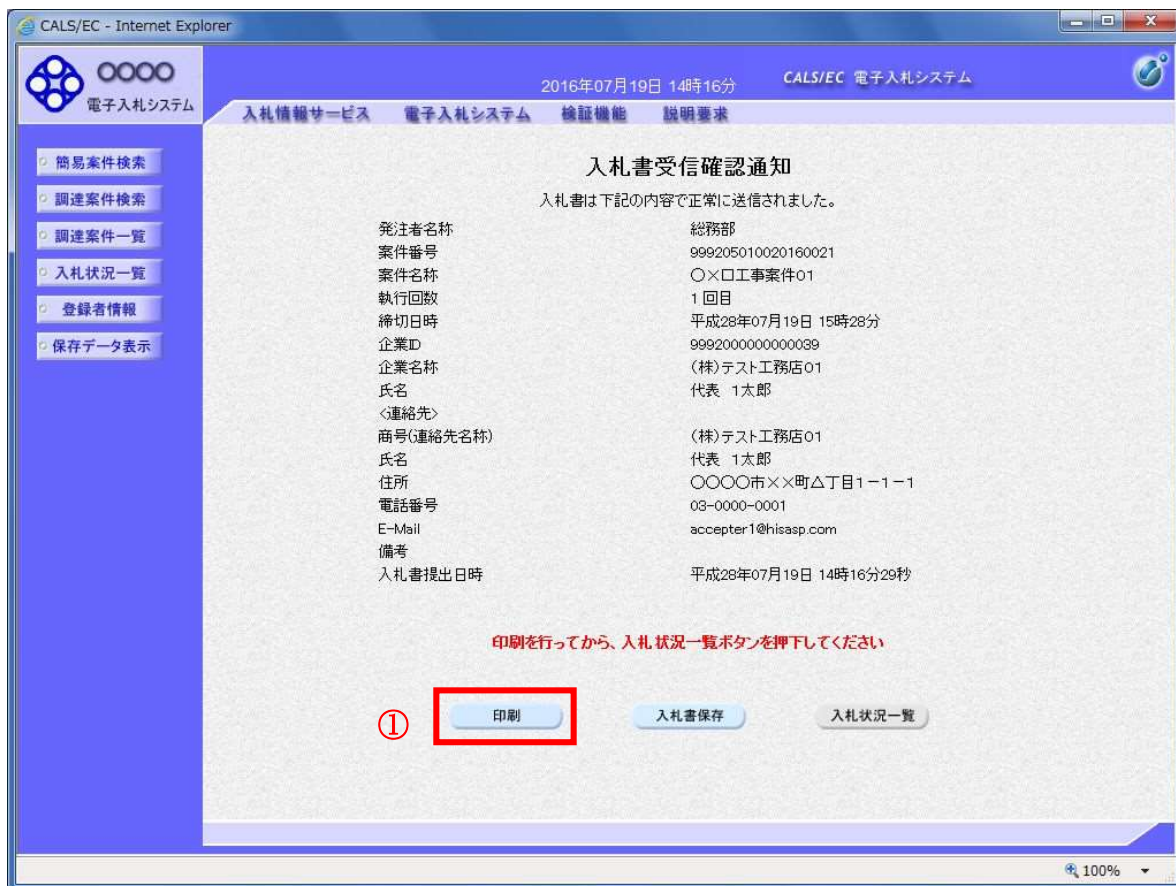 CALS/EC - Internet Explorer
○○○○
電子入札システム
2016年07月19日 14時16分
CALS/EC 電子入札システム
入札情報サービス 電子入札システム 検証機能 説明要求
簡易案件検索
調達案件検索
調達案件一覧
入札状況一覧
登録者情報
保存データ表示
入札書受信確認通知
入札書は下記の内容で正常に送信されました。
発注者名称 総務部
案件番号 999205010020160021
案件名称 〇×口工事案件01
執行回数 1回目
締切日時 平成28年07月19日 15時28分
企業ID 9992000000000039
企業名称 (株)テスト工務店01
氏名 代表 1太郎
<連絡先>
商号(連絡先名称) (株)テスト工務店01
氏名 代表 1太郎
住所 〇〇〇〇市××町△丁目1-1-1
電話番号 03-0000-0001
E-Mail accepter1@hisasp.com
備考
入札書提出日時 平成28年07月19日 14時16分29秒
印刷を行ってから、入札状況一覧ボタンを押下してください
① 印刷 入札書保存 入札状況一覧
100%